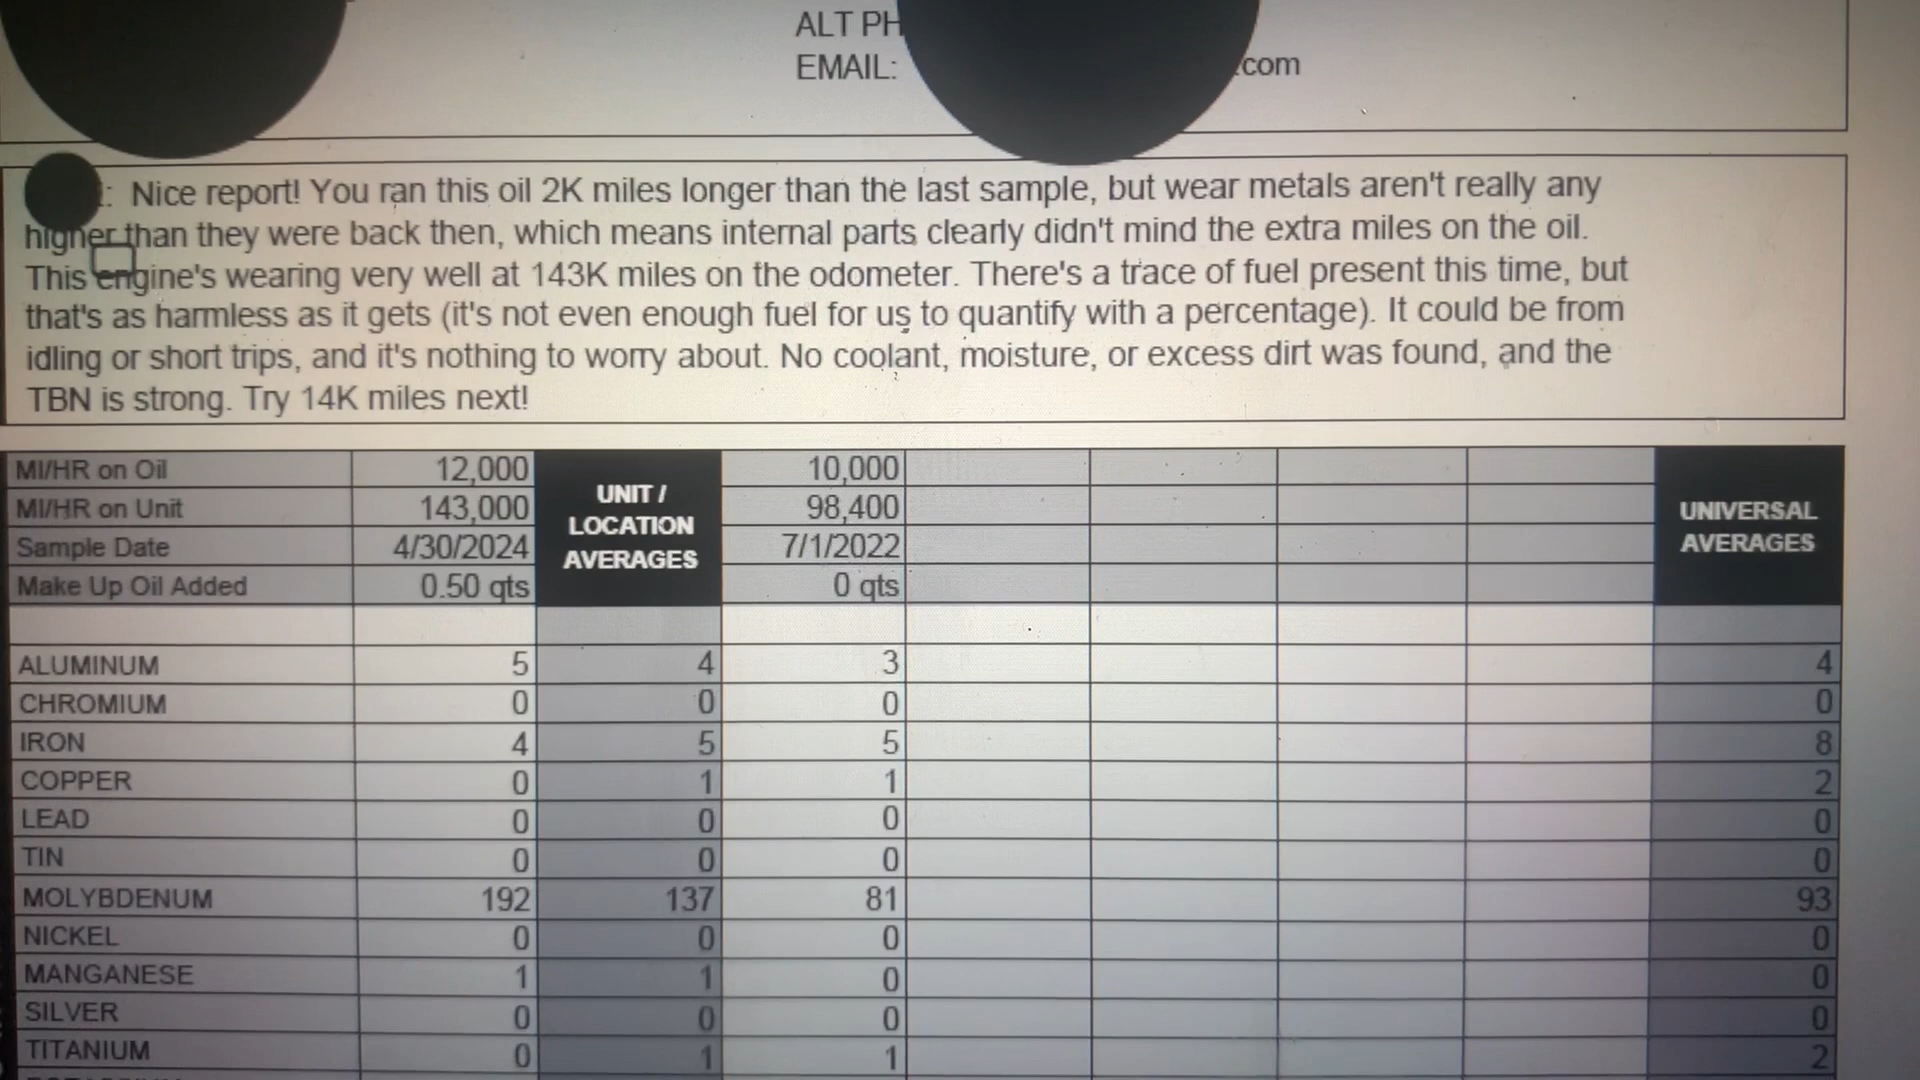 ALT PH
EMAIL: .com
: Nice report! You ran this oil 2K miles longer than the last sample, but wear metals aren't really any
higher than they were back then, which means internal parts clearly didn't mind the extra miles on the oil.
This engine's wearing very well at 143K miles on the odometer. There's a trace of fuel present this time, but
that's as harmless as it gets (it's not even enough fuel for us to quantify with a percentage). It could be from
idling or short trips, and it's nothing to worry about. No coolant, moisture, or excess dirt was found, and the
TBN is strong. Try 14K miles next!
MI/HR on Oil 12,000 10,000
MI/HR on Unit 143,000 98,400
Sample Date 4/30/2024 7/1/2022
Make Up Oil Added 0.50 qts 0 qts
UNIT /
LOCATION
AVERAGES
UNIVERSAL
AVERAGES
ALUMINUM 5 4 3 4
CHROMIUM 0 0 0 0
IRON 4 5 5 8
COPPER 0 1 1 2
LEAD 0 0 0 0
TIN 0 0 0 0
MOLYBDENUM 192 137 81 93
NICKEL 0 0 0 0
MANGANESE 1 1 0 0
SILVER 0 0 0 0
TITANIUM 0 1 1 2